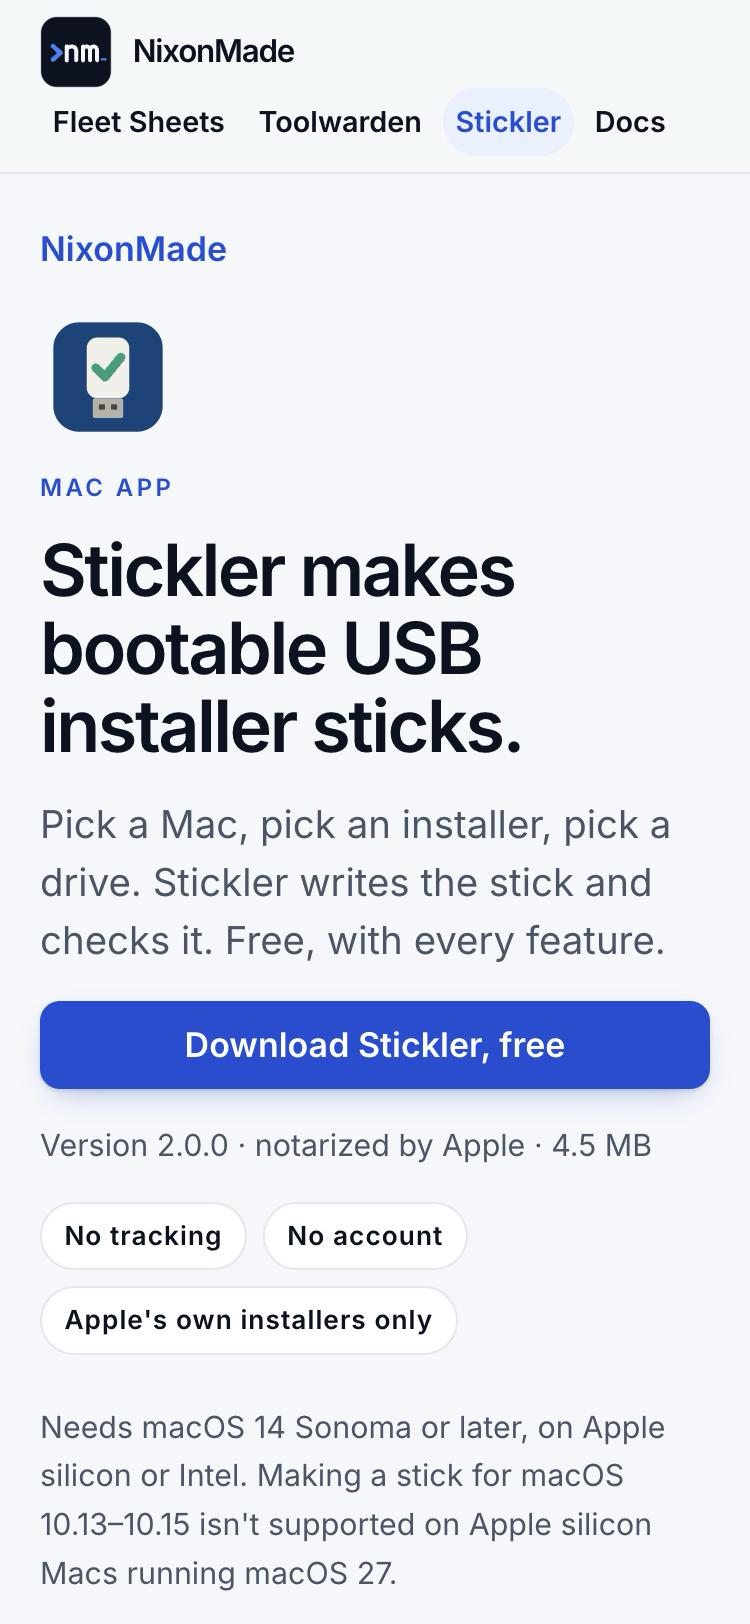 >nm_ NixonMade
Fleet Sheets Toolwarden Stickler Docs
NixonMade
MAC APP
Stickler makes
bootable USB
installer sticks.
Pick a Mac, pick an installer, pick a
drive. Stickler writes the stick and
checks it. Free, with every feature.
Download Stickler, free
Version 2.0.0 · notarized by Apple · 4.5 MB
No tracking No account
Apple's own installers only
Needs macOS 14 Sonoma or later, on Apple
silicon or Intel. Making a stick for macOS
10.13–10.15 isn't supported on Apple silicon
Macs running macOS 27.